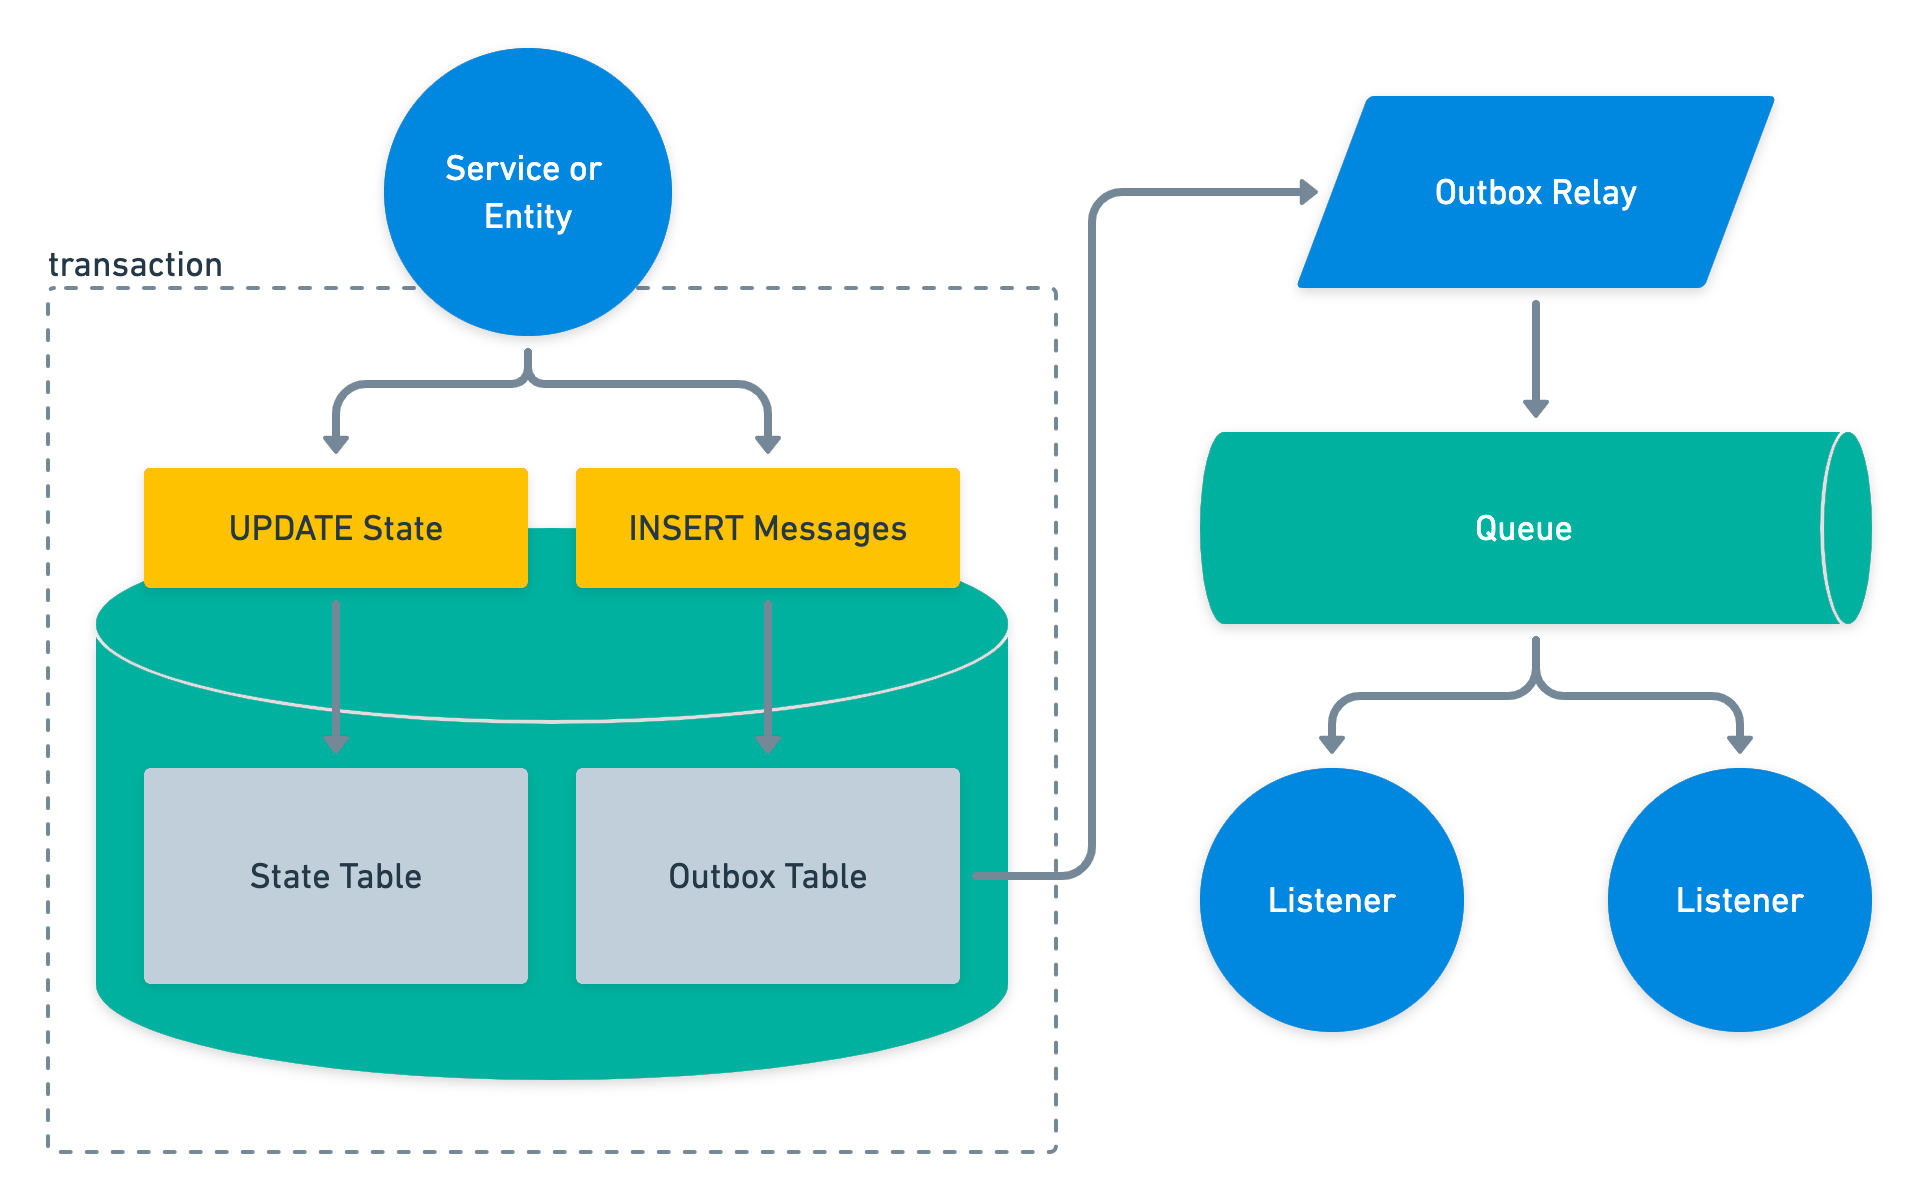 Service or
Entity
transaction
UPDATE State
INSERT Messages
State Table
Outbox Table
Outbox Relay
Queue
Listener
Listener